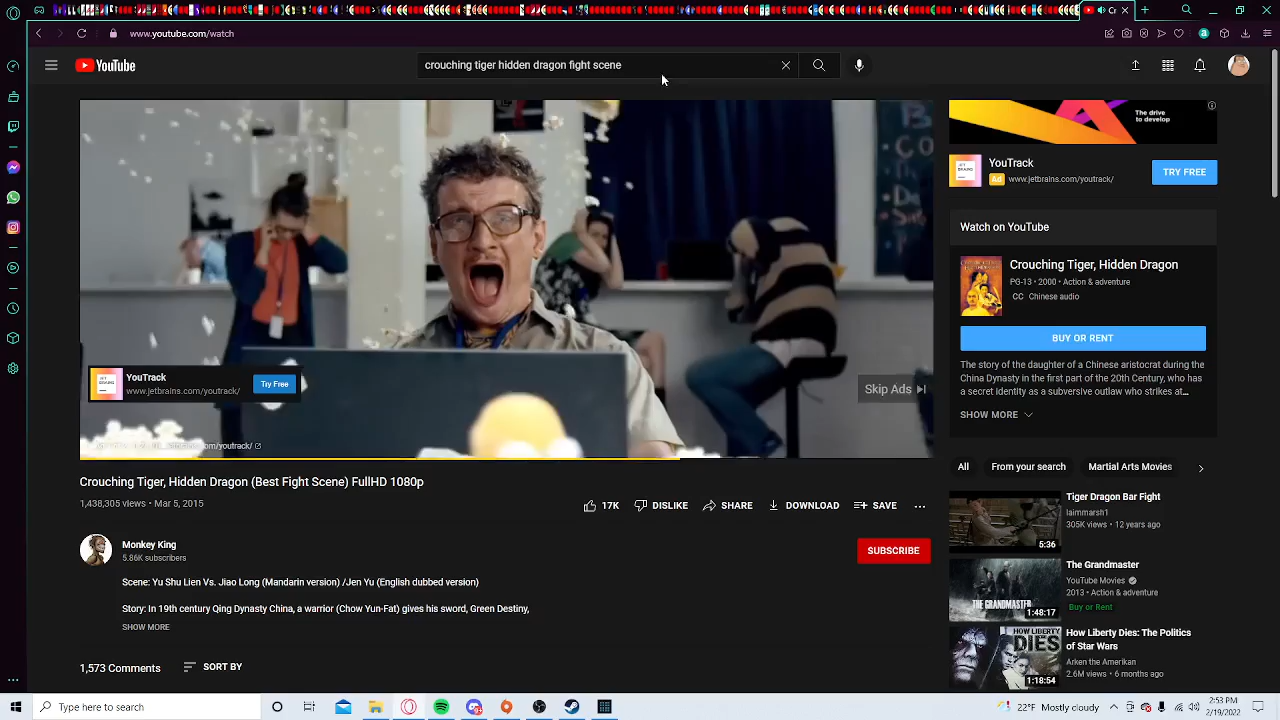 www.youtube.com/watch
YouTube
crouching tiger hidden dragon fight scene
The drive
to develop
YouTrack
Ad www.jetbrains.com/youtrack/
TRY FREE
Watch on YouTube
Crouching Tiger, Hidden Dragon
PG-13 • 2000 • Action & adventure
CC Chinese audio
BUY OR RENT
The story of the daughter of a Chinese aristocrat during the
China Dynasty in the first part of the 20th Century, who has
a secret identity as a subversive outlaw who strikes at...
SHOW MORE
YouTrack
www.jetbrains.com/youtrack/
Try Free
Skip Ads
Crouching Tiger, Hidden Dragon (Best Fight Scene) FullHD 1080p
1,438,305 views • Mar 5, 2015
17K
DISLIKE
SHARE
DOWNLOAD
SAVE
Monkey King
5.86K subscribers
SUBSCRIBE
Scene: Yu Shu Lien Vs. Jiao Long (Mandarin version) /Jen Yu (English dubbed version)
Story: In 19th century Qing Dynasty China, a warrior (Chow Yun-Fat) gives his sword, Green Destiny,
SHOW MORE
1,573 Comments
SORT BY
All
From your search
Martial Arts Movies
Tiger Dragon Bar Fight
305K views • 12 years ago
5:36
The Grandmaster
YouTube Movies
2013 • Action & adventure
Buy or Rent
THE GRANDMASTER
1:48:17
How Liberty Dies: The Politics
of Star Wars
Arken the Amerikan
2.6M views • 6 months ago
HOW LIBERTY
DIES
1:18:54
Type here to search
22°F Mostly cloudy
2:53 PM
2/19/2022